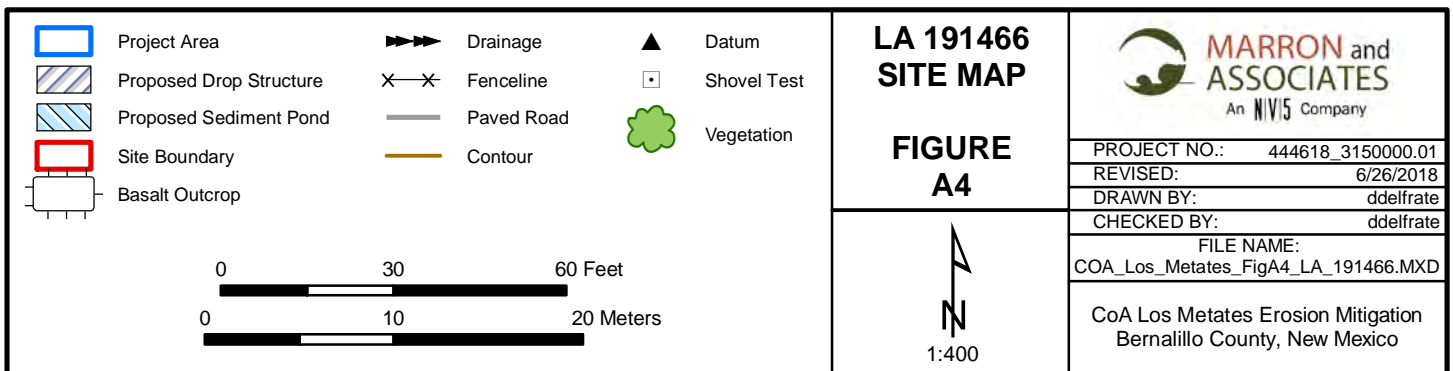 Project Area
Proposed Drop Structure
Proposed Sediment Pond
Site Boundary
Basalt Outcrop
Drainage
Fenceline
Paved Road
Contour
Datum
Shovel Test
Vegetation
0 30 60 Feet
0 10 20 Meters
LA 191466
SITE MAP
FIGURE
A4
N
1:400
MARRON and
ASSOCIATES
An N|V|5 Company
PROJECT NO.: 444618_3150000.01
REVISED: 6/26/2018
DRAWN BY: ddelfrate
CHECKED BY: ddelfrate
FILE NAME:
COA_Los_Metates_FigA4_LA_191466.MXD
CoA Los Metates Erosion Mitigation
Bernalillo County, New Mexico